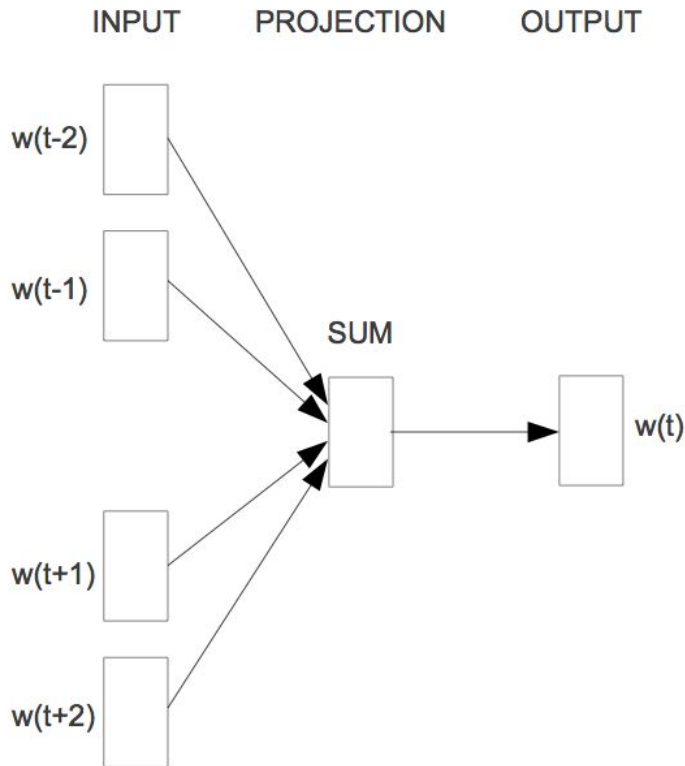 INPUT PROJECTION OUTPUT
w(t-2)
w(t-1)
SUM
w(t)
w(t+1)
w(t+2)